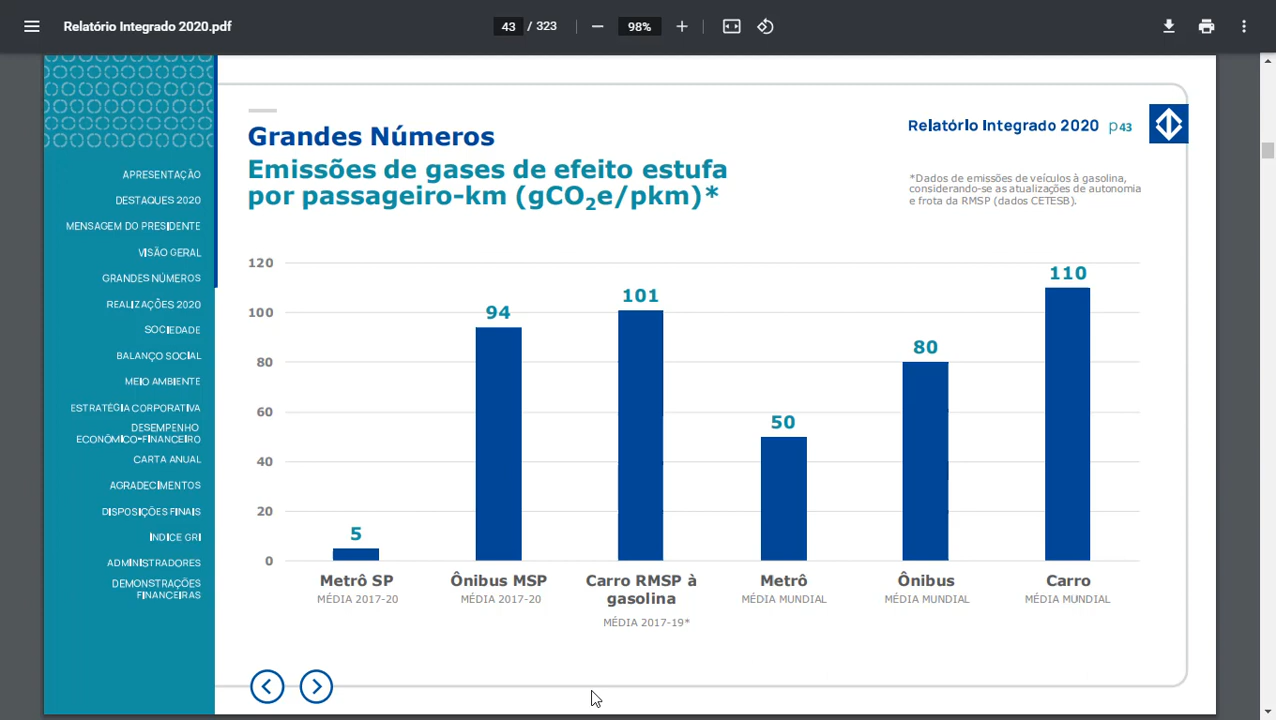 Relatório Integrado 2020.pdf
43 / 323
98%
APRESENTAÇÃO
DESTAQUES 2020
MENSAGEM DO PRESIDENTE
VISÃO GERAL
GRANDES NÚMEROS
REALIZAÇÕES 2020
SOCIEDADE
BALANÇO SOCIAL
MEIO AMBIENTE
ESTRATÉGIA CORPORATIVA
DESEMPENHO
ECONÔMICO-FINANCEIRO
CARTA ANUAL
AGRADECIMENTOS
DISPOSIÇÕES FINAIS
ÍNDICE GRI
ADMINISTRADORES
DEMONSTRAÇÕES
FINANCEIRAS
Grandes Números
Emissões de gases de efeito estufa
por passageiro-km (gCO₂e/pkm)*
Relatório Integrado 2020 p43
*Dados de emissões de veículos à gasolina,
considerando-se as atualizações de autonomia
e frota da RMSP (dados CETESB).
120
100
80
60
40
20
0
5
94
101
50
80
110
Metrô SP
MÉDIA 2017-20
Ônibus MSP
MÉDIA 2017-20
Carro RMSP à
gasolina
MÉDIA 2017-19*
Metrô
MÉDIA MUNDIAL
Ônibus
MÉDIA MUNDIAL
Carro
MÉDIA MUNDIAL